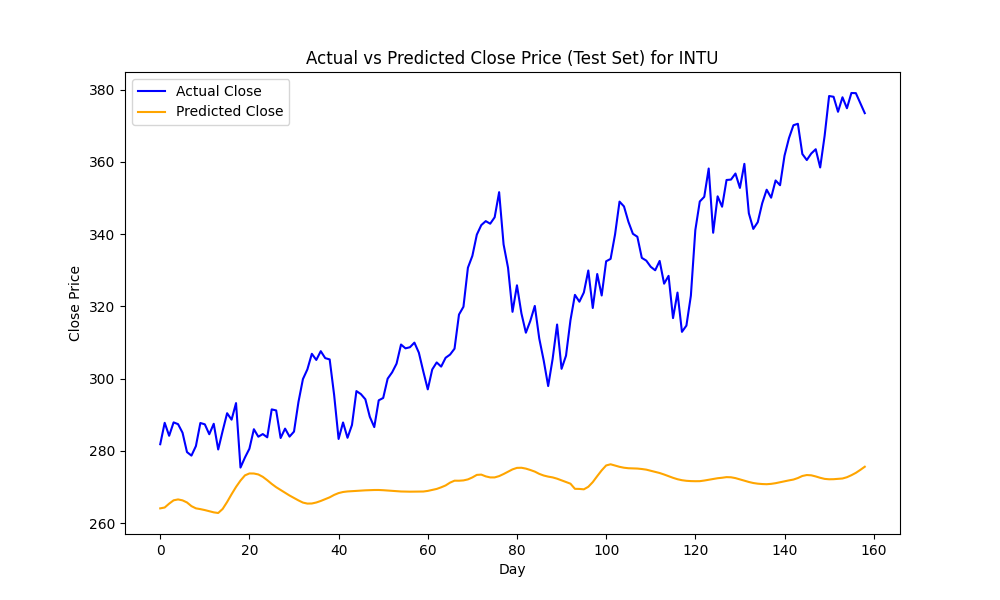 Actual vs Predicted Close Price (Test Set) for INTU
Actual Close
Predicted Close
380
360
340
320
300
280
260
Close Price
0 20 40 60 80 100 120 140 160
Day